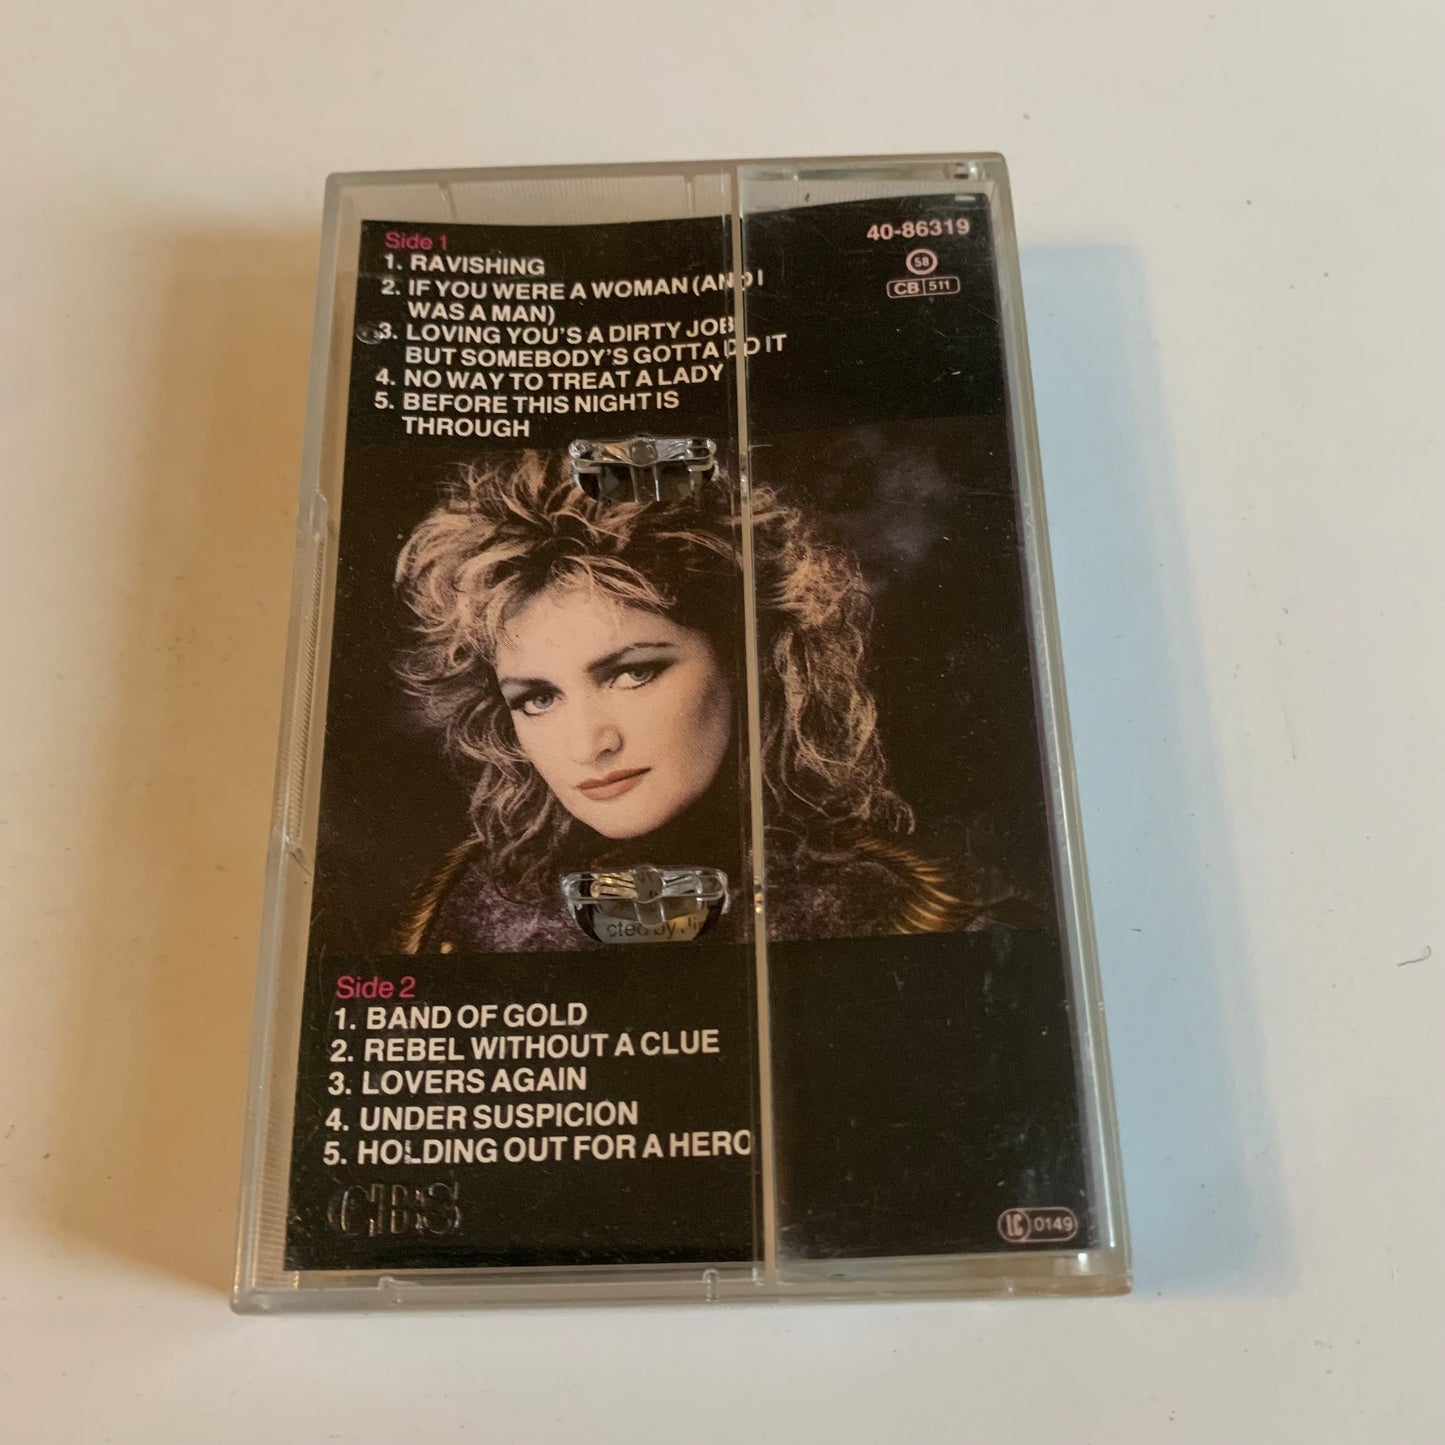 Side 1
1. RAVISHING
2. IF YOU WERE A WOMAN (AND I
WAS A MAN)
3. LOVING YOU'S A DIRTY JOB
BUT SOMEBODY'S GOTTA DO IT
4. NO WAY TO TREAT A LADY
5. BEFORE THIS NIGHT IS
THROUGH
40-86319
58
CB 511
cted by Ji
Side 2
1. BAND OF GOLD
2. REBEL WITHOUT A CLUE
3. LOVERS AGAIN
4. UNDER SUSPICION
5. HOLDING OUT FOR A HERO
CBS
LC 0149